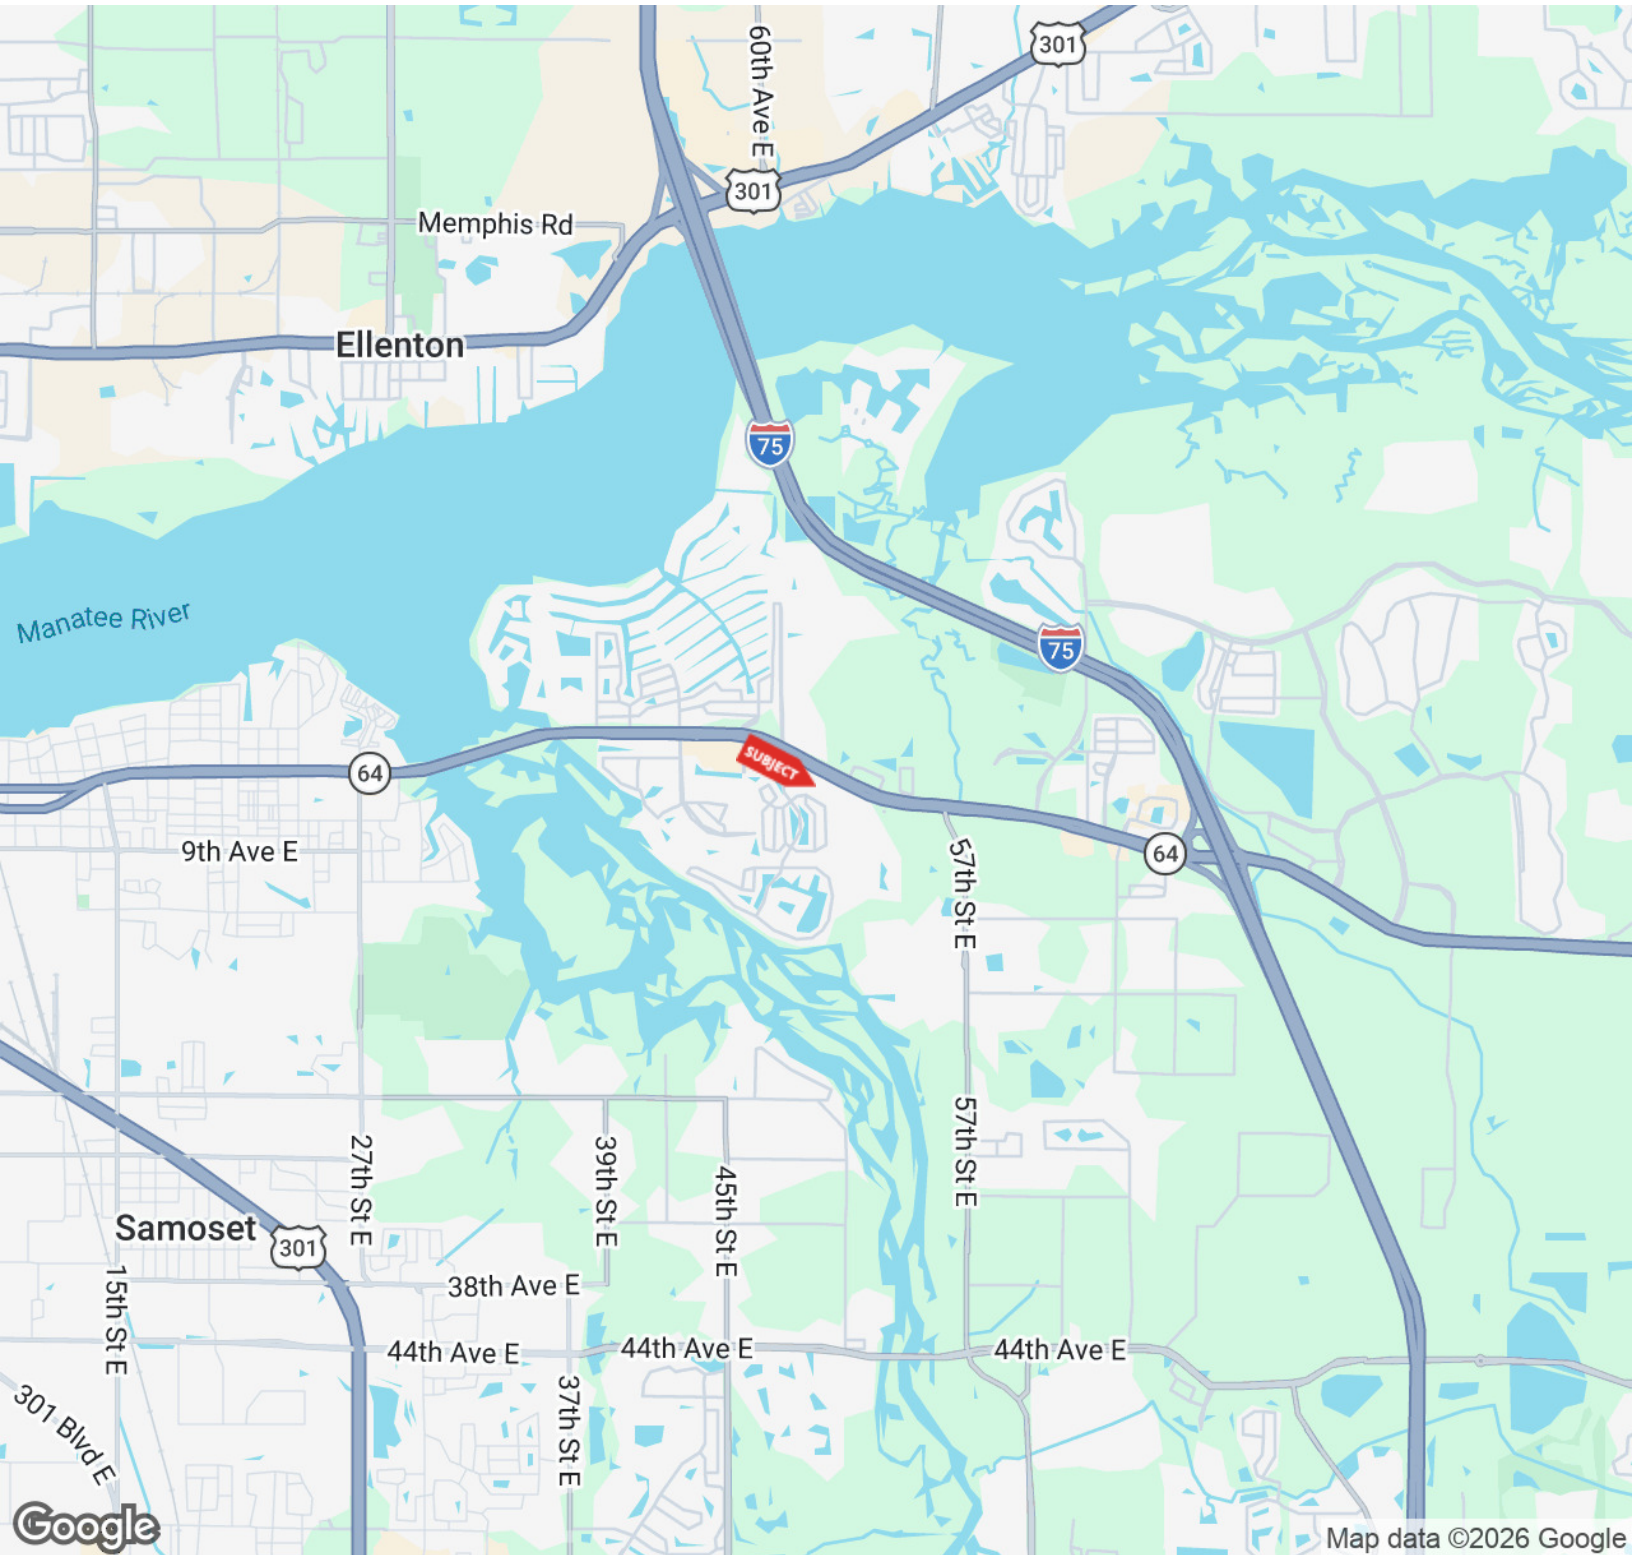 60th Ave E
301
301
Memphis Rd
Ellenton
75
Manatee River
75
SUBJECT
64
9th Ave E
64
57th St E
27th St E
39th St E
45th St E
57th St E
Samoset
301
15th St E
38th Ave E
44th Ave E
44th Ave E
44th Ave E
37th St E
301 Blvd E
Google
Map data ©2026 Google